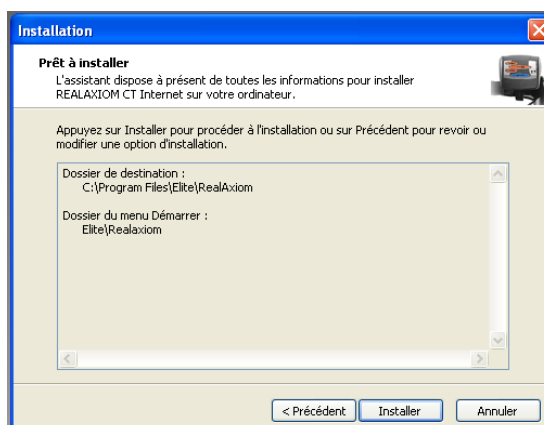 Installation
Prêt à installer
L'assistant dispose à présent de toutes les informations pour installer
REALAXIOM CT Internet sur votre ordinateur.
Appuyez sur Installer pour procéder à l'installation ou sur Précédent pour revoir ou
modifier une option d'installation.
Dossier de destination :
C:\Program Files\Elite\RealAxiom
Dossier du menu Démarrer :
Elite\Realaxiom
< Précédent Installer Annuler